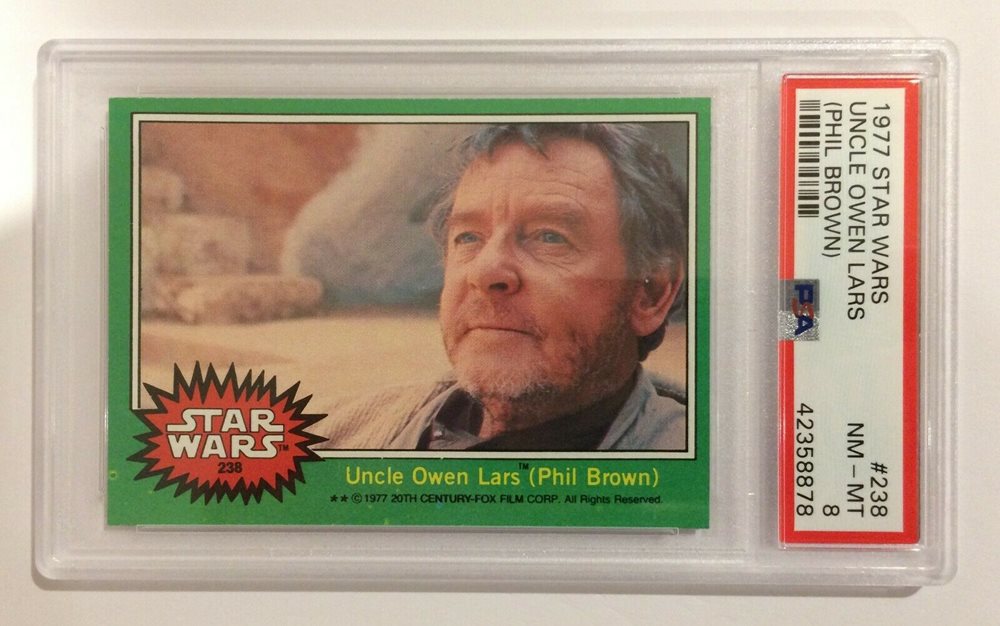 STAR
WARS™
238
Uncle Owen Lars™ (Phil Brown)
★★ © 1977 20TH CENTURY-FOX FILM CORP. All Rights Reserved.
1977 STAR WARS #238
UNCLE OWEN LARS NM - MT
(PHIL BROWN) 8
PSA
42358878